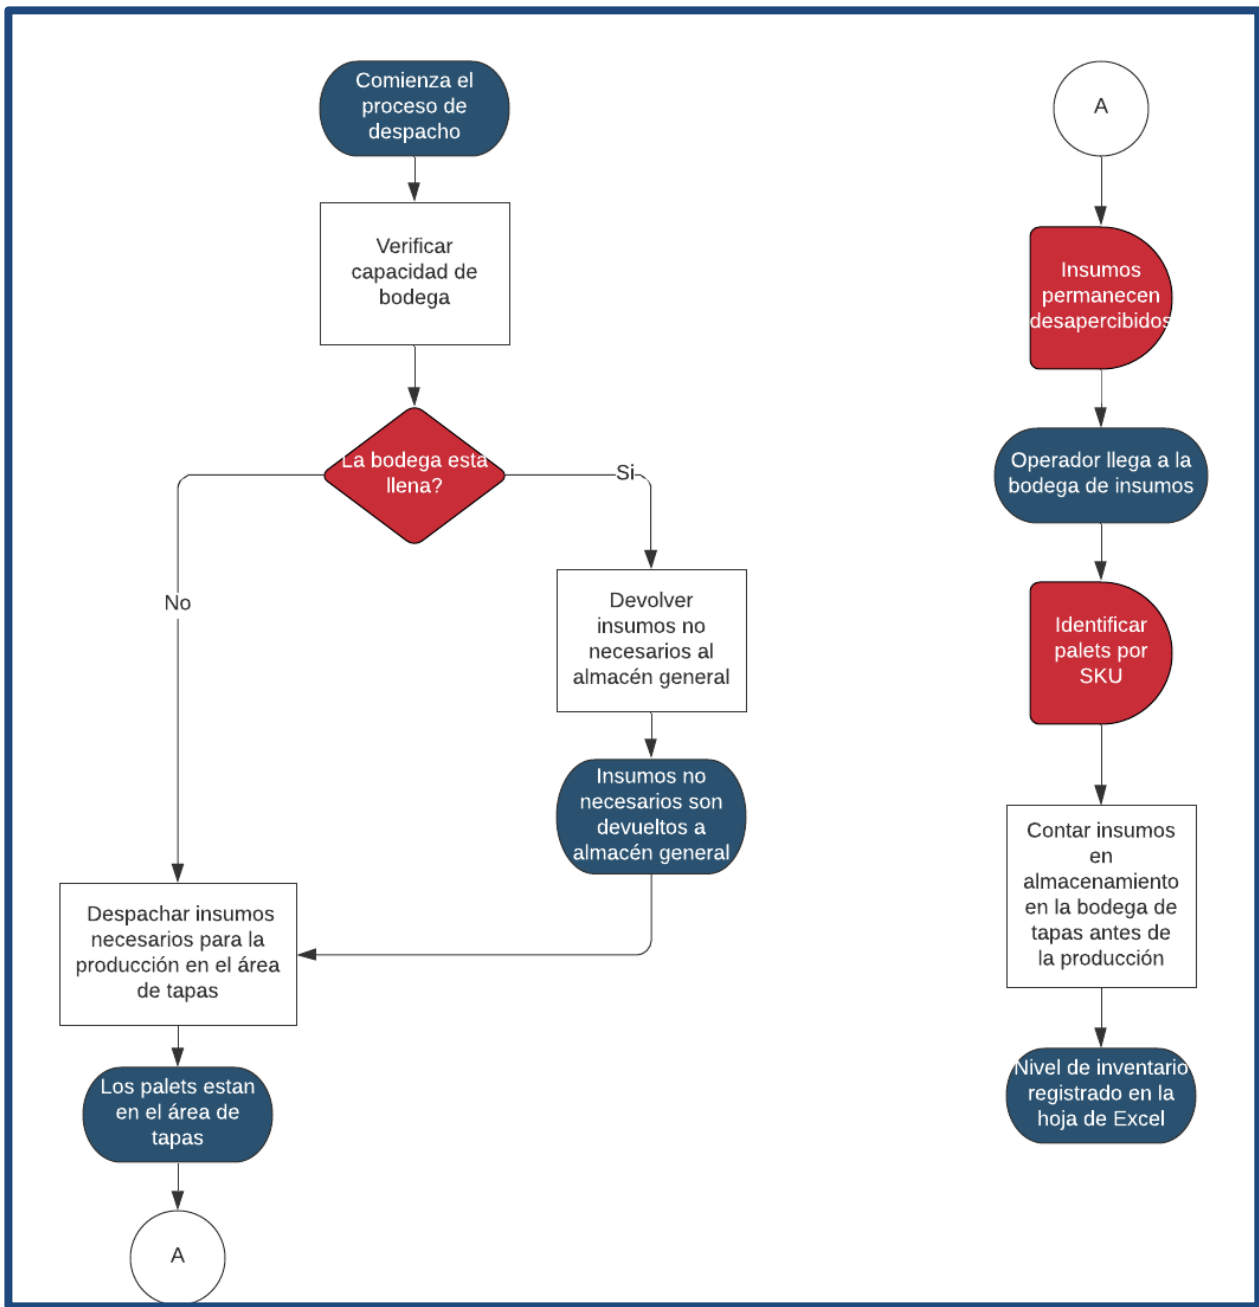 Comienza el
proceso de
despacho
Verificar
capacidad de
bodega
La bodega está
llena?
Si
No
Devolver
insumos no
necesarios al
almacén general
Insumos no
necesarios son
devueltos a
almacén general
Despachar insumos
necesarios para la
producción en el área
de tapas
Los palets estan
en el área de
tapas
A
A
Insumos
permanecen
desapercibidos
Operador llega a la
bodega de insumos
Identificar
palets por
SKU
Contar insumos
en
almacenamiento
en la bodega de
tapas antes de
la producción
Nivel de inventario
registrado en la
hoja de Excel